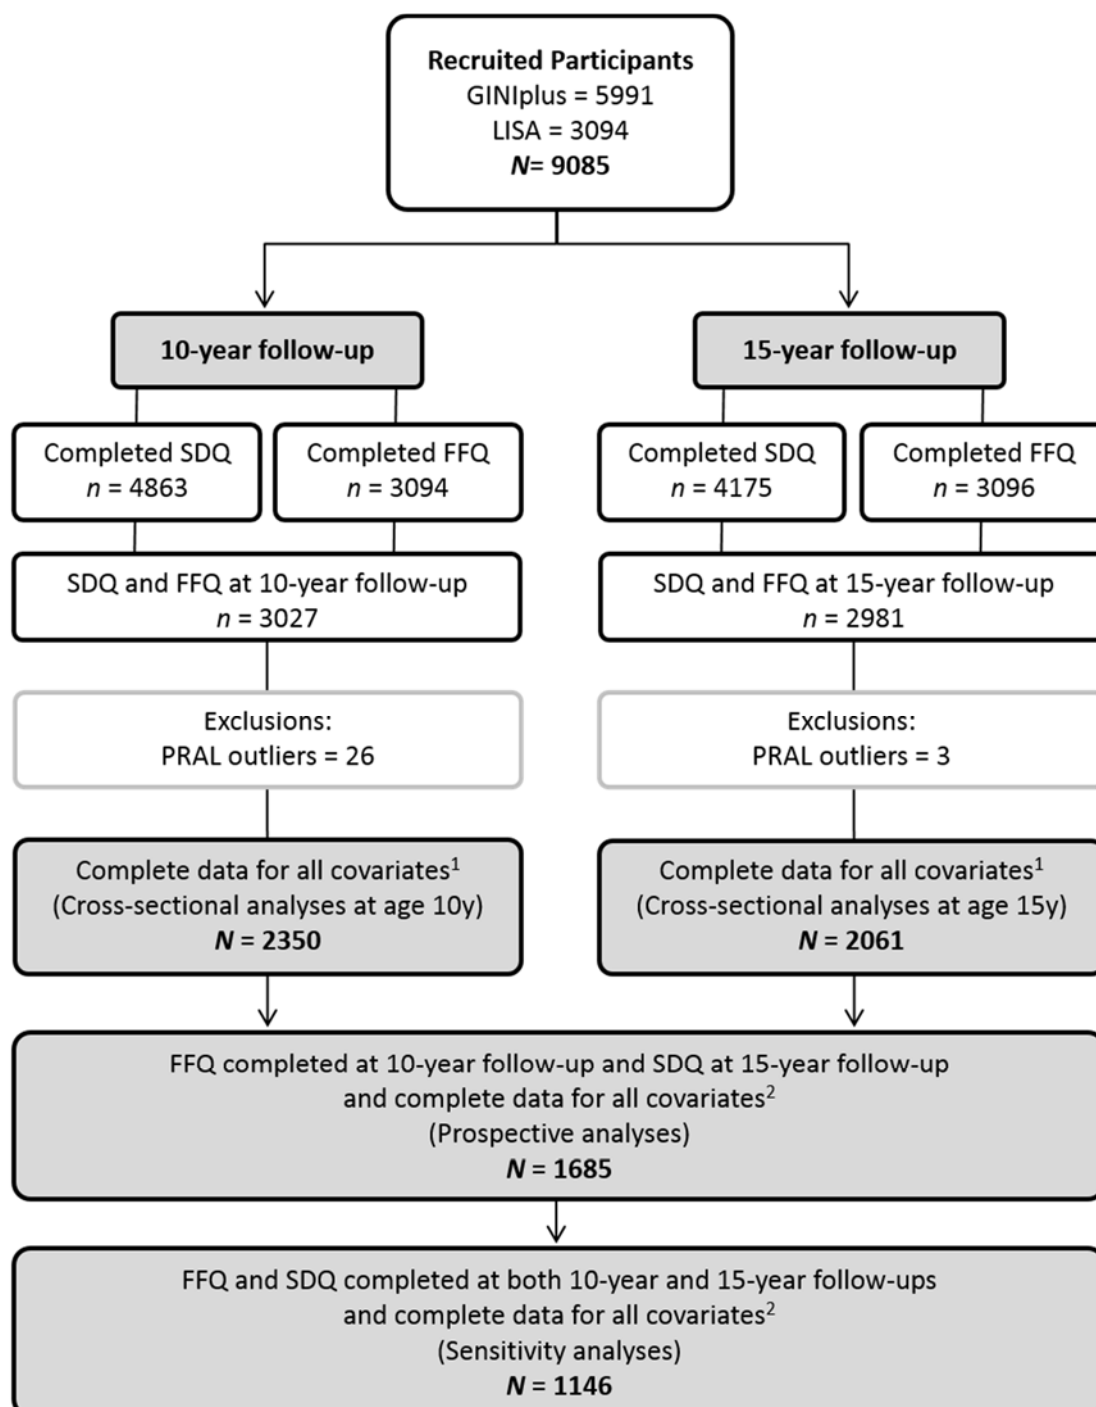 Recruited Participants
GINIplus = 5991
LISA = 3094
N= 9085
10-year follow-up
15-year follow-up
Completed SDQ
n = 4863
Completed FFQ
n = 3094
Completed SDQ
n = 4175
Completed FFQ
n = 3096
SDQ and FFQ at 10-year follow-up
n = 3027
SDQ and FFQ at 15-year follow-up
n = 2981
Exclusions:
PRAL outliers = 26
Exclusions:
PRAL outliers = 3
Complete data for all covariates¹
(Cross-sectional analyses at age 10y)
N = 2350
Complete data for all covariates¹
(Cross-sectional analyses at age 15y)
N = 2061
FFQ completed at 10-year follow-up and SDQ at 15-year follow-up
and complete data for all covariates²
(Prospective analyses)
N = 1685
FFQ and SDQ completed at both 10-year and 15-year follow-ups
and complete data for all covariates²
(Sensitivity analyses)
N = 1146